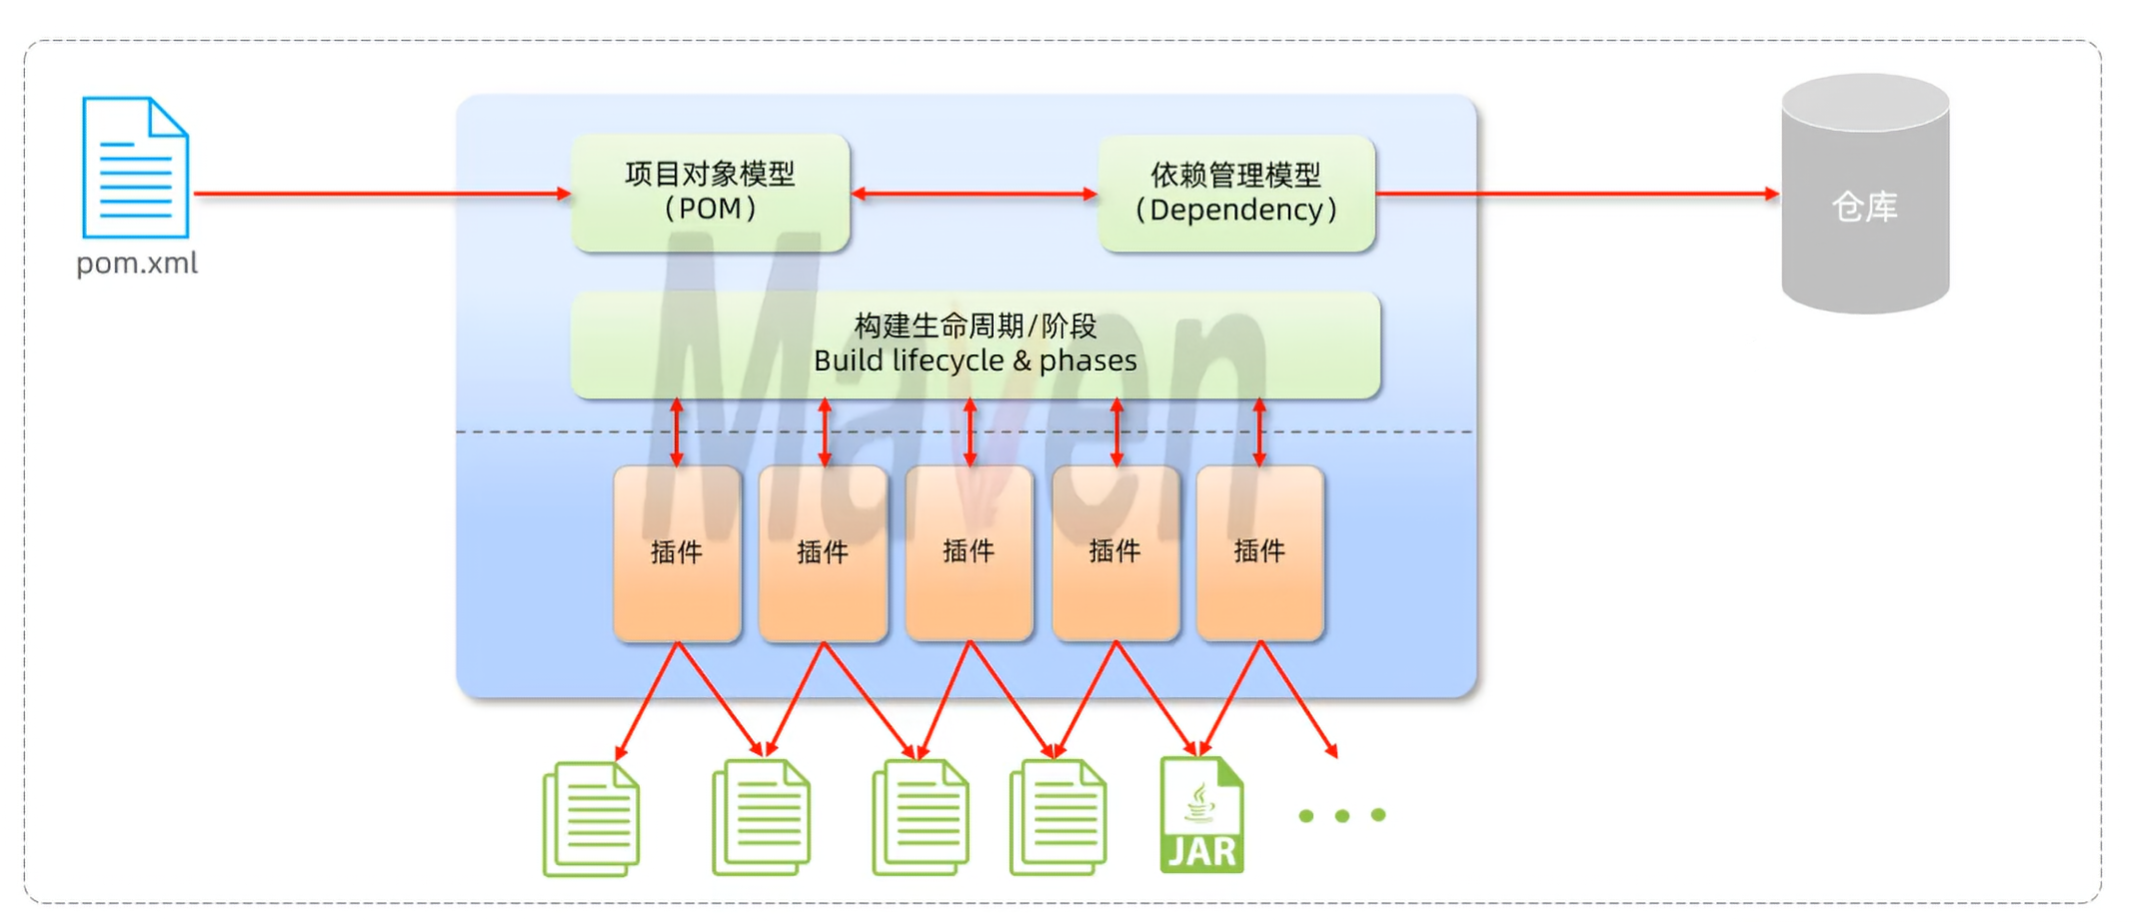 pom.xml
项目对象模型
（POM）
依赖管理模型
（Dependency）
仓库
构建生命周期/阶段
Build lifecycle & phases
Maven
插件
插件
插件
插件
插件
JAR